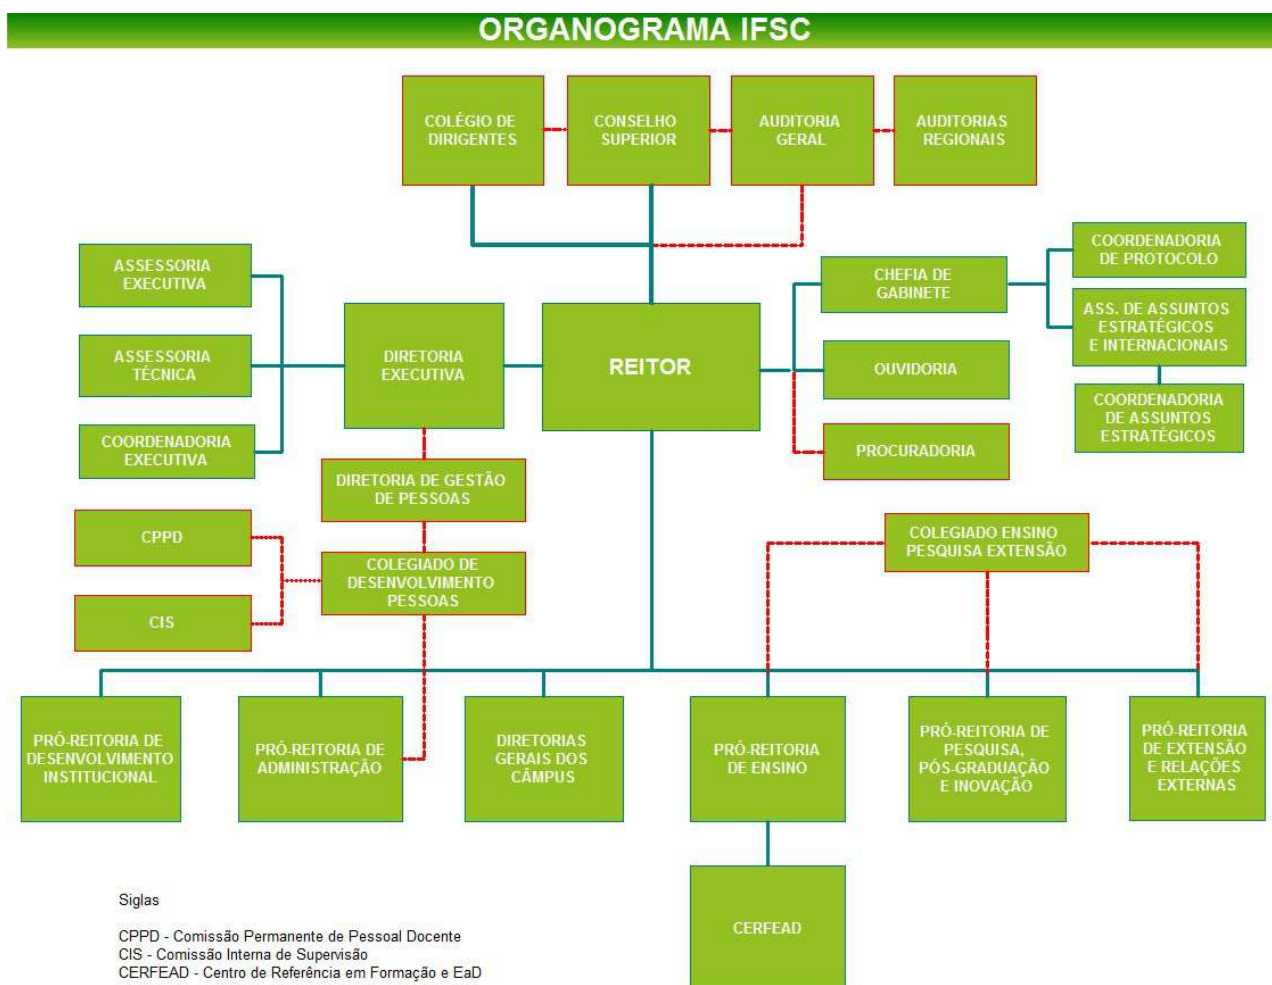 ORGANOGRAMA IFSC
COLÉGIO DE
DIRIGENTES
CONSELHO
SUPERIOR
AUDITORIA
GERAL
AUDITORIAS
REGIONAIS
ASSESSORIA
EXECUTIVA
ASSESSORIA
TÉCNICA
COORDENADORIA
EXECUTIVA
DIRETORIA
EXECUTIVA
REITOR
CHEFIA DE
GABINETE
OUVIDORIA
PROCURADORIA
COORDENADORIA
DE PROTOCOLO
ASS. DE ASSUNTOS
ESTRATÉGICOS
E INTERNACIONAIS
COORDENADORIA
DE ASSUNTOS
ESTRATÉGICOS
DIRETORIA DE GESTÃO
DE PESSOAS
CPPD
CIS
COLEGIADO DE
DESENVOLVIMENTO
PESSOAS
COLEGIADO ENSINO
PESQUISA EXTENSÃO
PRÓ-REITORIA DE
DESENVOLVIMENTO
INSTITUCIONAL
PRÓ-REITORIA DE
ADMINISTRAÇÃO
DIRETORIAS
GERAIS DOS
CÂMPUS
PRÓ-REITORIA
DE ENSINO
PRÓ-REITORIA DE
PESQUISA,
PÓS-GRADUAÇÃO
E INOVAÇÃO
PRÓ-REITORIA
DE EXTENSÃO
E RELAÇÕES
EXTERNAS
CERFEAD
Siglas
CPPD - Comissão Permanente de Pessoal Docente
CIS - Comissão Interna de Supervisão
CERFEAD - Centro de Referência em Formação e EaD